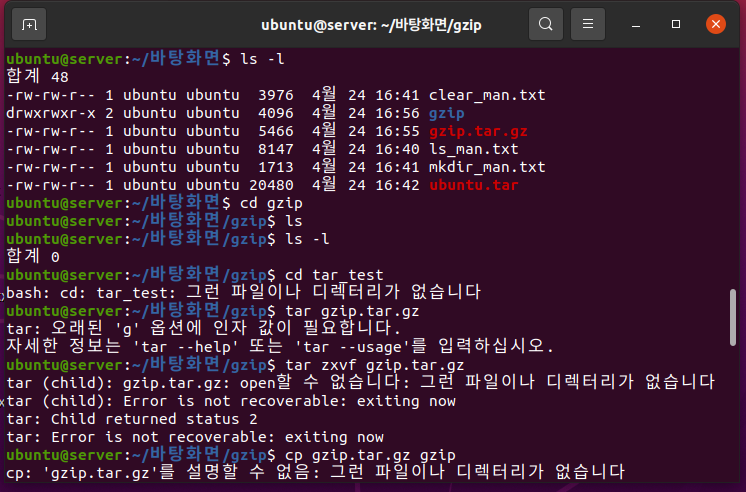 ubuntu@server: ~/바탕화면/gzip
ubuntu@server:~/바탕화면$ ls -l
합계 48
-rw-rw-r-- 1 ubuntu ubuntu  3976  4월 24 16:41 clear_man.txt
drwxrwxr-x 2 ubuntu ubuntu  4096  4월 24 16:56 gzip
-rw-rw-r-- 1 ubuntu ubuntu  5466  4월 24 16:55 gzip.tar.gz
-rw-rw-r-- 1 ubuntu ubuntu  8147  4월 24 16:40 ls_man.txt
-rw-rw-r-- 1 ubuntu ubuntu  1713  4월 24 16:41 mkdir_man.txt
-rw-rw-r-- 1 ubuntu ubuntu 20480  4월 24 16:42 ubuntu.tar
ubuntu@server:~/바탕화면$ cd gzip
ubuntu@server:~/바탕화면/gzip$ ls
ubuntu@server:~/바탕화면/gzip$ ls -l
합계 0
ubuntu@server:~/바탕화면/gzip$ cd tar_test
bash: cd: tar_test: 그런 파일이나 디렉터리가 없습니다
ubuntu@server:~/바탕화면/gzip$ tar gzip.tar.gz
tar: 오래된 'g' 옵션에 인자 값이 필요합니다.
자세한 정보는 'tar --help' 또는 'tar --usage'를 입력하십시오.
ubuntu@server:~/바탕화면/gzip$ tar zxvf gzip.tar.gz
tar (child): gzip.tar.gz: open할 수 없습니다: 그런 파일이나 디렉터리가 없습니다
tar (child): Error is not recoverable: exiting now
tar: Child returned status 2
tar: Error is not recoverable: exiting now
ubuntu@server:~/바탕화면/gzip$ cp gzip.tar.gz gzip
cp: 'gzip.tar.gz'를 설명할 수 없음: 그런 파일이나 디렉터리가 없습니다